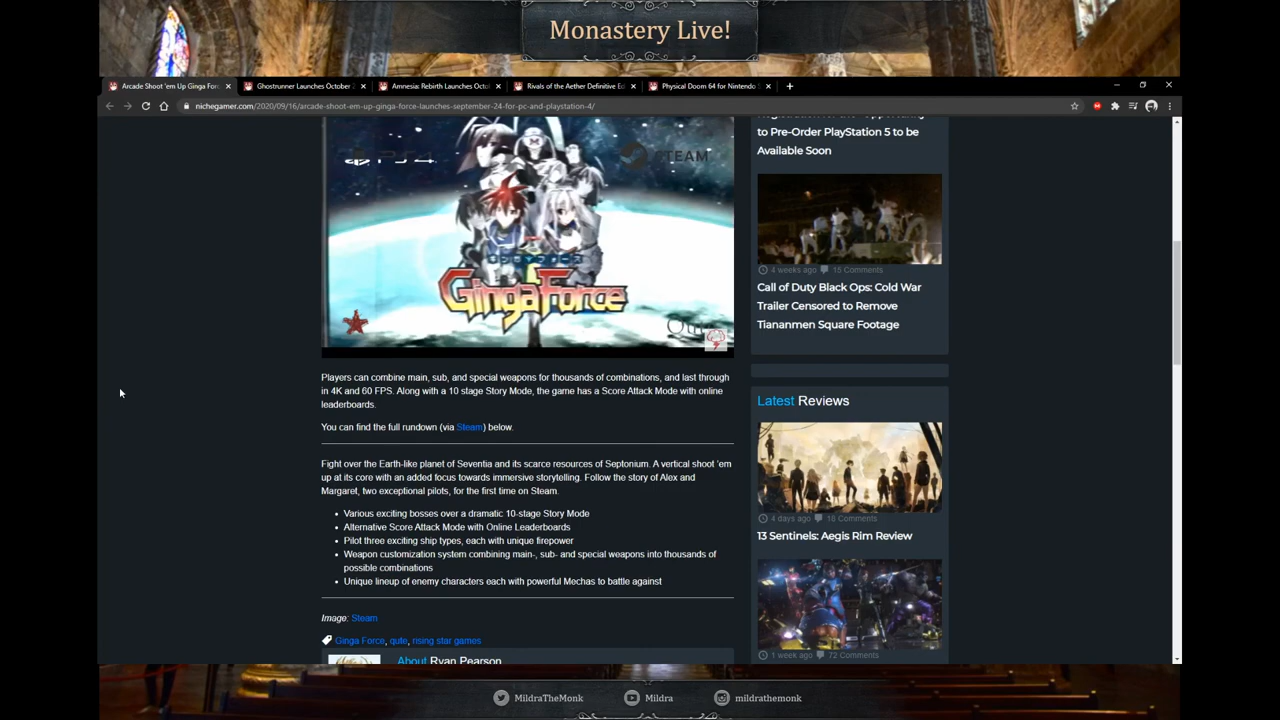 Monastery Live!
Arcade Shoot 'em Up Ginga For
Ghostrunner Launches October
Amnesia: Rebirth Launches Octo
Rivals of the Aether Definitive Ed
Physical Doom 64 for Nintendo S
nichegamer.com/2020/09/16/arcade-shoot-em-up-ginga-force-launches-september-24-for-pc-and-playstation-4/
to Pre-Order PlayStation 5 to be
Available Soon
PS4
STEAM
GingaForce
4 weeks ago 15 Comments
Call of Duty Black Ops: Cold War
Trailer Censored to Remove
Tiananmen Square Footage
Players can combine main, sub, and special weapons for thousands of combinations, and last through
in 4K and 60 FPS. Along with a 10 stage Story Mode, the game has a Score Attack Mode with online
leaderboards.
You can find the full rundown (via Steam) below.
Latest Reviews
Fight over the Earth-like planet of Seventia and its scarce resources of Septonium. A vertical shoot 'em
up at its core with an added focus towards immersive storytelling. Follow the story of Alex and
Margaret, two exceptional pilots, for the first time on Steam.
• Various exciting bosses over a dramatic 10-stage Story Mode
• Alternative Score Attack Mode with Online Leaderboards
• Pilot three exciting ship types, each with unique firepower
• Weapon customization system combining main-, sub- and special weapons into thousands of
possible combinations
• Unique lineup of enemy characters each with powerful Mechas to battle against
4 days ago 16 Comments
13 Sentinels: Aegis Rim Review
Image: Steam
Ginga Force, qute, rising star games
1 week ago 72 Comments
About Ryan Pearson
MildraTheMonk
Mildra
mildrathemonk